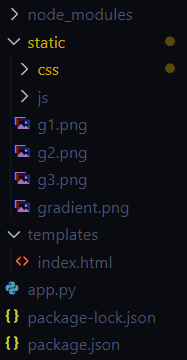 node_modules
static
css
js
g1.png
g2.png
g3.png
gradient.png
templates
index.html
app.py
package-lock.json
package.json